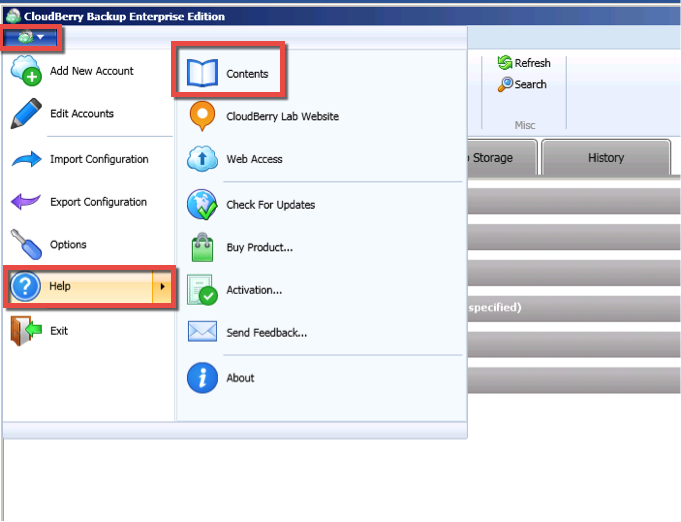 CloudBerry Backup Enterprise Edition
Add New Account
Edit Accounts
Import Configuration
Export Configuration
Options
Help
Exit
Contents
CloudBerry Lab Website
Web Access
Check For Updates
Buy Product...
Activation...
Send Feedback...
About
Refresh
Search
Misc
Storage
History
specified)